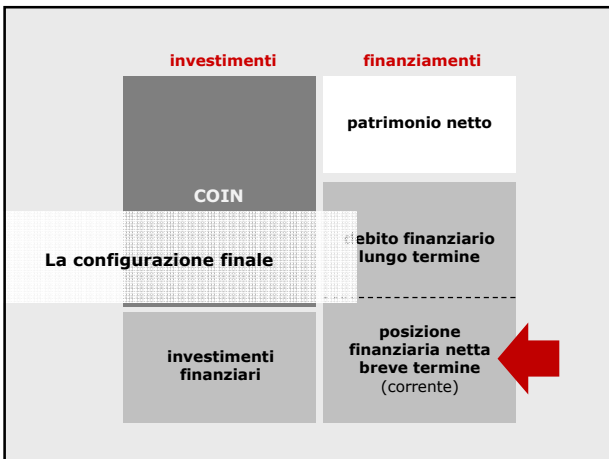 investimenti
finanziamenti
patrimonio netto
COIN
debito finanziario
lungo termine
La configurazione finale
investimenti
finanziari
posizione
finanziaria netta
breve termine
(corrente)